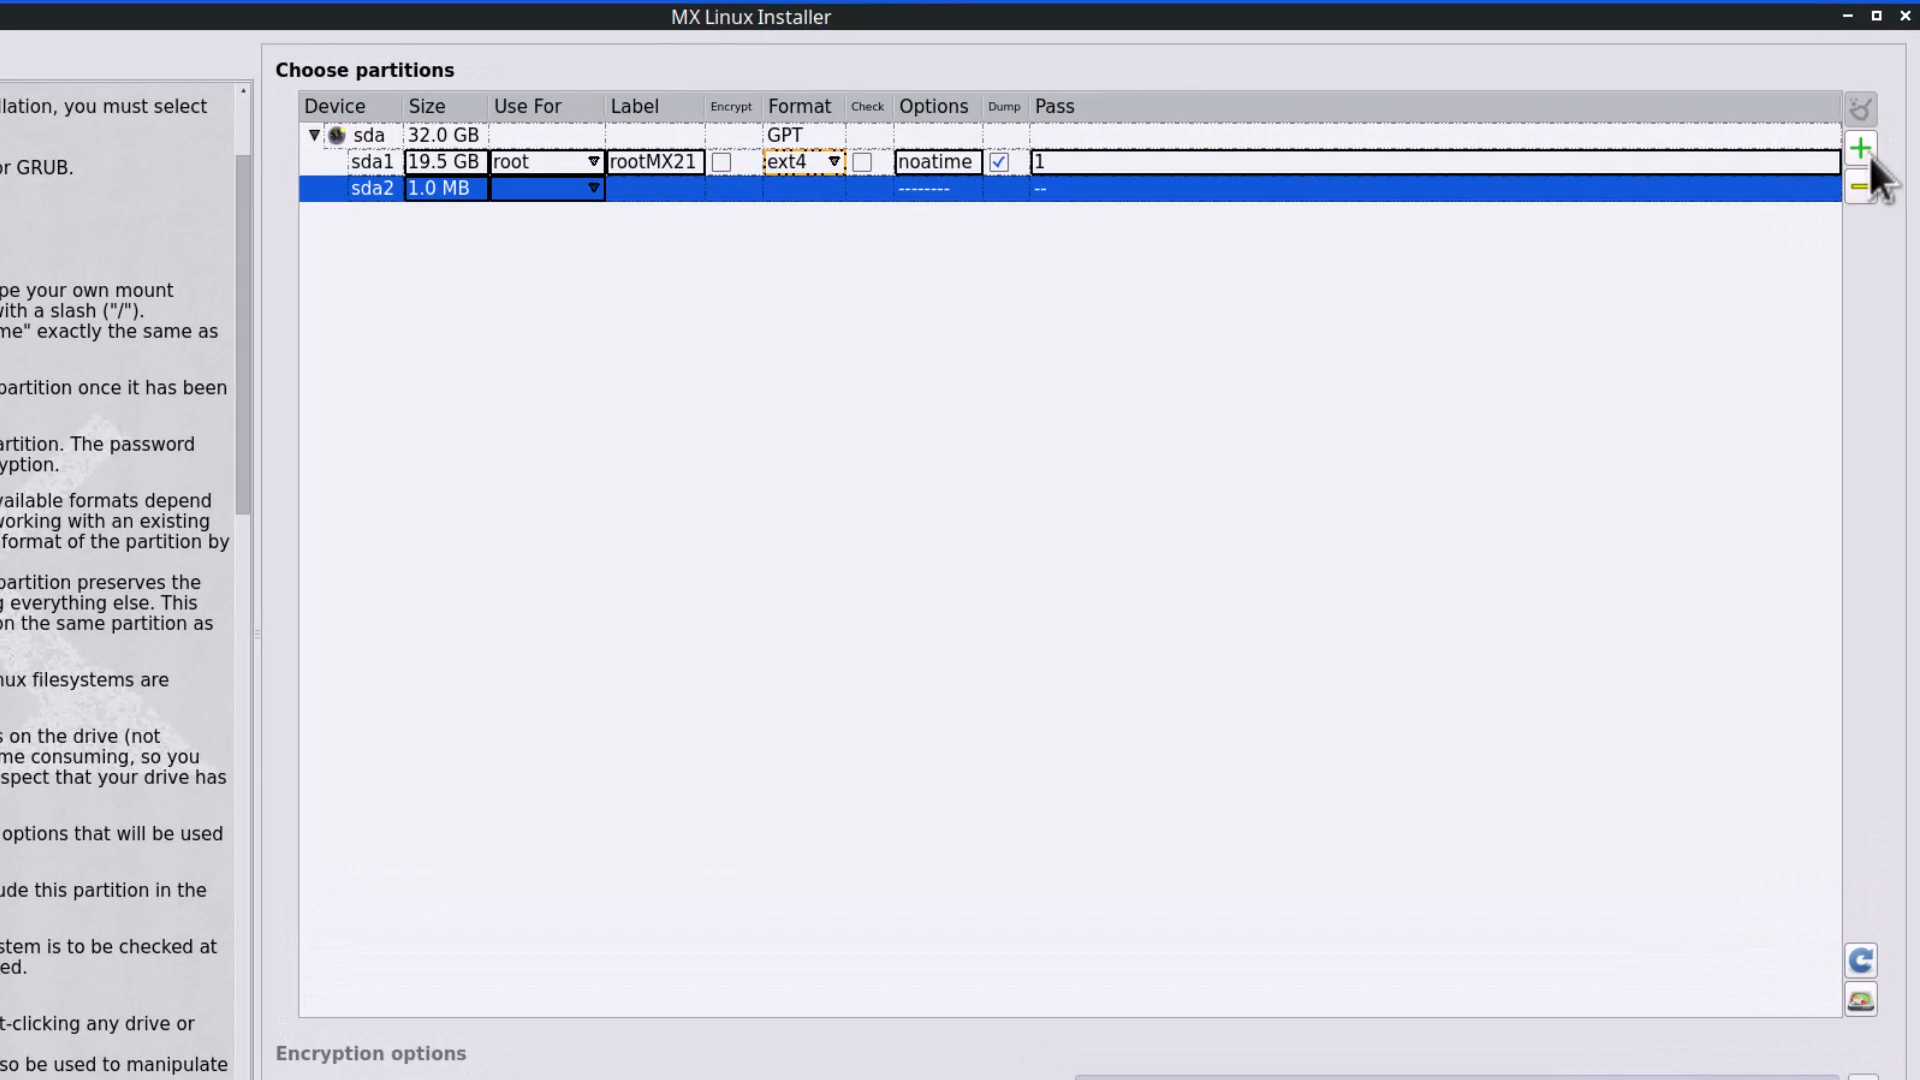 MX Linux Installer
llation, you must select
or GRUB.
pe your own mount
with a slash ("/").
me" exactly the same as
partition once it has been
artition. The password
yption.
vailable formats depend
working with an existing
format of the partition by
partition preserves the
g everything else. This
on the same partition as
nux filesystems are
s on the drive (not
me consuming, so you
spect that your drive has
options that will be used
ude this partition in the
stem is to be checked at
ed.
t-clicking any drive or
so be used to manipulate
Choose partitions
Device Size Use For Label Encrypt Format Check Options Dump Pass
sda 32.0 GB GPT
sda1 19.5 GB root rootMX21 ext4 noatime 1
sda2 1.0 MB -------- --
Encryption options